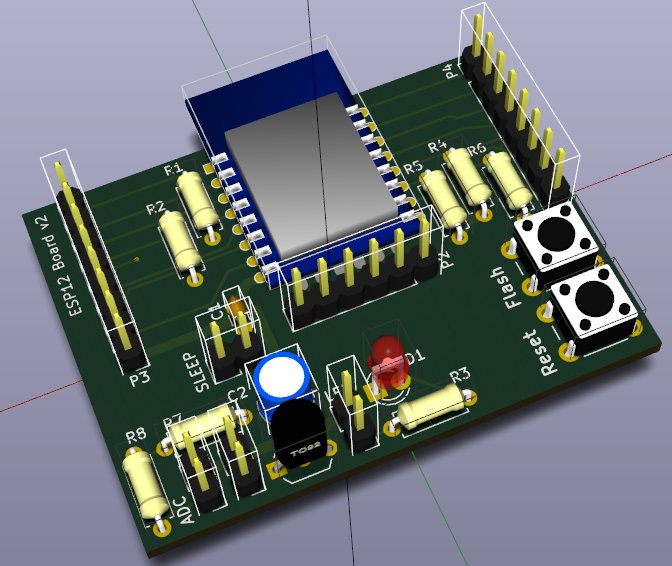 P4
R1
R4
R6
R5
R2
ESP12 Board v2
P2
Flash
C1
SLEEP
P3
D1
Reset
R3
C2
R7
R8
TO92
ADC